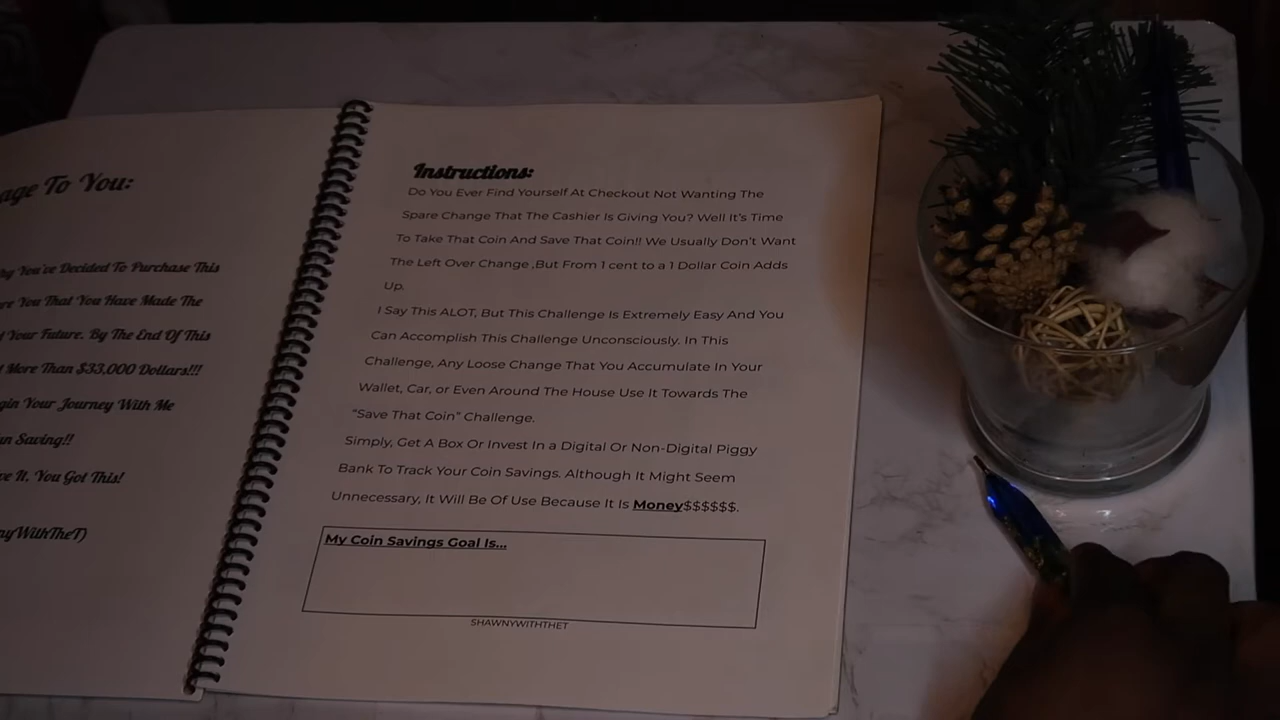 age To You:
You've Decided To Purchase This
re You That You Have Made The
Your Future. By The End Of This
More Than $33,000 Dollars!!!
gin Your Journey With Me
n Saving!!
ve It, You Got This!
nyWithTheT)
Instructions:
Do You Ever Find Yourself At Checkout Not Wanting The
Spare Change That The Cashier Is Giving You? Well It's Time
To Take That Coin And Save That Coin!! We Usually Don't Want
The Left Over Change ,But From 1 cent to a 1 Dollar Coin Adds
Up.
I Say This ALOT, But This Challenge Is Extremely Easy And You
Can Accomplish This Challenge Unconsciously. In This
Challenge, Any Loose Change That You Accumulate In Your
Wallet, Car, or Even Around The House Use It Towards The
"Save That Coin" Challenge.
Simply, Get A Box Or Invest In a Digital Or Non-Digital Piggy
Bank To Track Your Coin Savings. Although It Might Seem
Unnecessary, It Will Be Of Use Because It Is Money$$$$$$.
My Coin Savings Goal Is...
SHAWNYWITHTHET